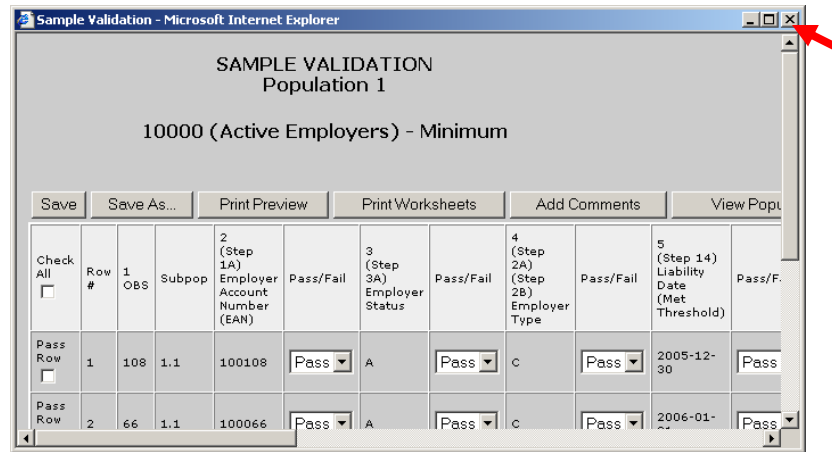 Sample Validation - Microsoft Internet Explorer
SAMPLE VALIDATION
Population 1
10000 (Active Employers) - Minimum
Save Save As... Print Preview Print Worksheets Add Comments View Popu
Check All Row # 1 OBS Subpop 2 (Step 1A) Employer Account Number (EAN) Pass/Fail 3 (Step 3A) Employer Status Pass/Fail 4 (Step 2A) (Step 2B) Employer Type Pass/Fail 5 (Step 14) Liability Date (Met Threshold) Pass/F
Pass Row 1 108 1.1 100108 Pass A Pass C Pass 2005-12-30 Pass
Pass Row 2 66 1.1 100066 Pass A Pass C Pass 2006-01- Pass